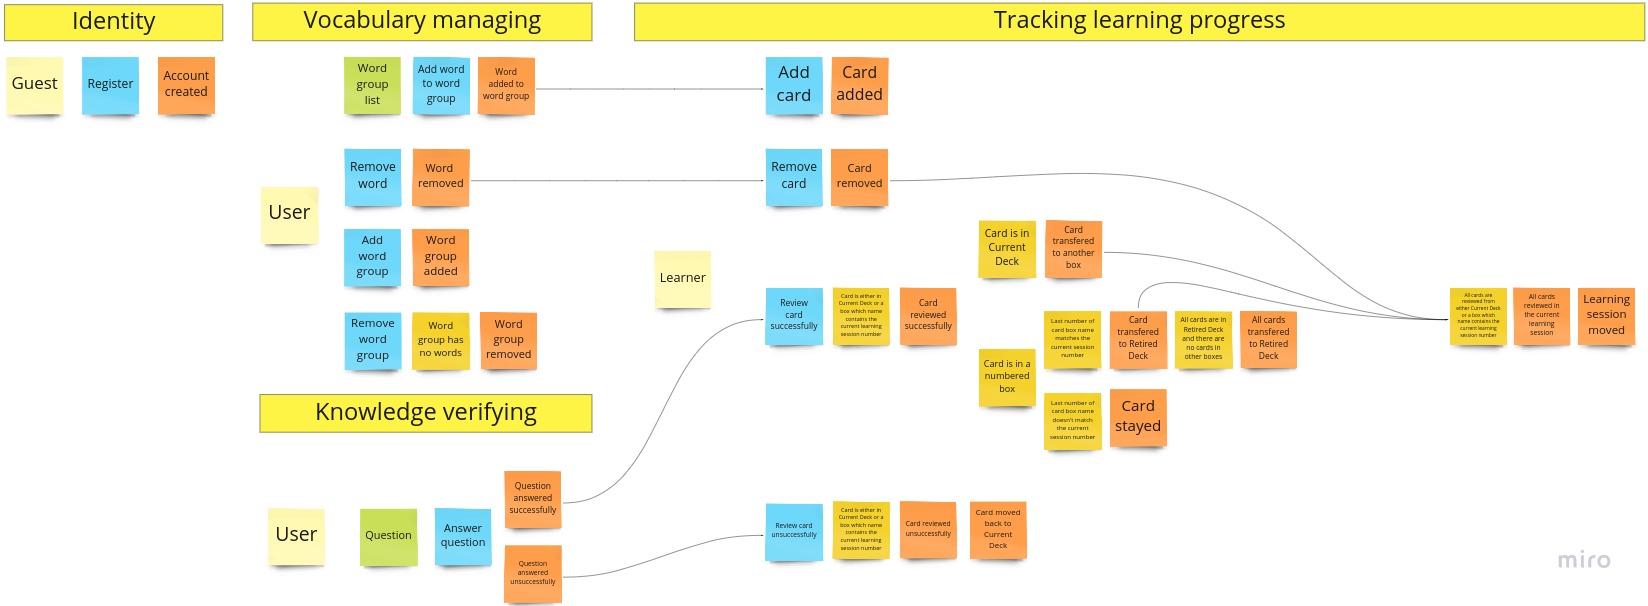 Identity
Vocabulary managing
Tracking learning progress
Guest
Register
Account
created
Word
group
list
Add word
to word
group
Word
added to
word group
Add
card
Card
added
User
Remove
word
Word
removed
Remove
card
Card
removed
Add
word
group
Word
group
added
Remove
word
group
Word
group has
no words
Word
group
removed
Learner
Review
card
successfully
Card is either in
Current Deck or a
box which name
contains the
current learning
session number
Card
reviewed
successfully
Card is in
Current
Deck
Card
transfered
to another
box
Card is in a
numbered
box
Last number of
card box name
matches the
current session
number
Card
transfered
to Retired
Deck
All cards are in
Retired Deck
and there are
no cards in
other boxes
All cards
transfered
to Retired
Deck
Last number of
card box name
doesn't match
the current
session number
Card
stayed
All cards are
reviewed from
either Current Deck
or a box which
name contains the
current learning
session number
All cards
reviewed in
the current
learning
session
Learning
session
moved
Knowledge verifying
User
Question
Answer
question
Question
answered
successfully
Question
answered
unsuccessfully
Review card
unsuccessfully
Card is either in
Current Deck or a
box which name
contains the
current learning
session number
Card reviewed
unsuccessfully
Card moved
back to
Current
Deck
miro